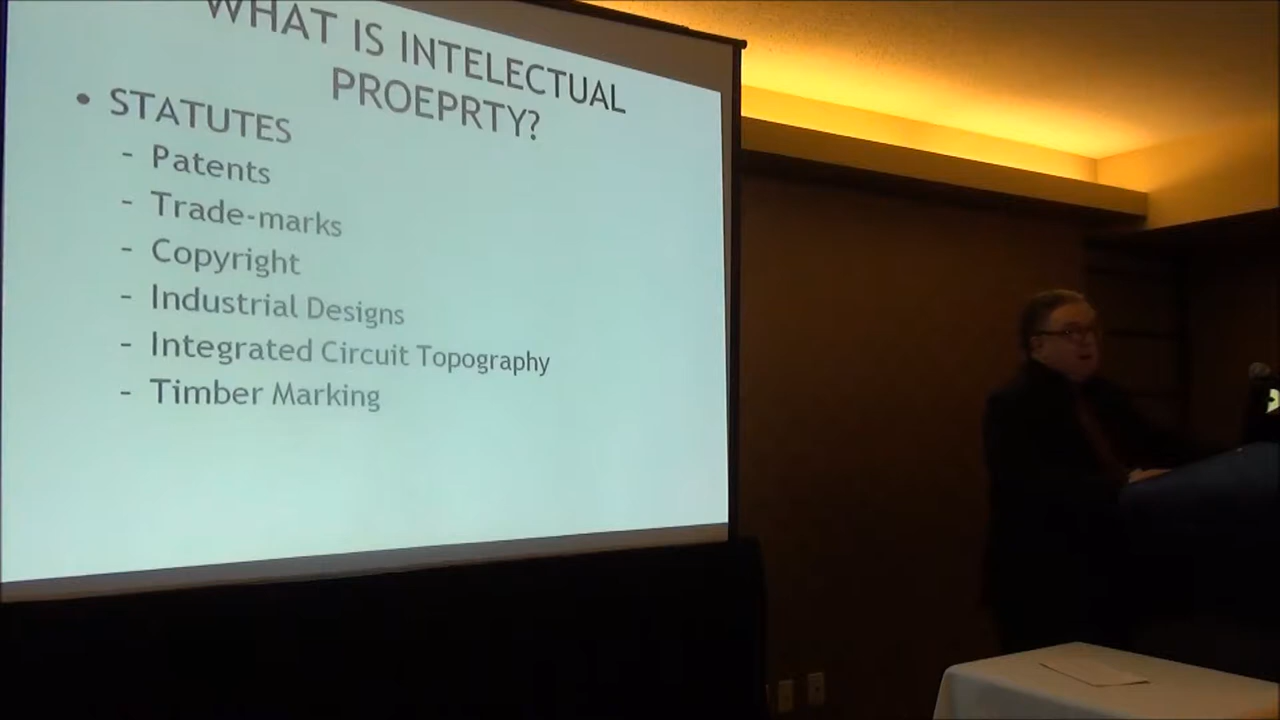 WHAT IS INTELECTUAL
PROEPRTY?
• STATUTES
- Patents
- Trade-marks
- Copyright
- Industrial Designs
- Integrated Circuit Topography
- Timber Marking